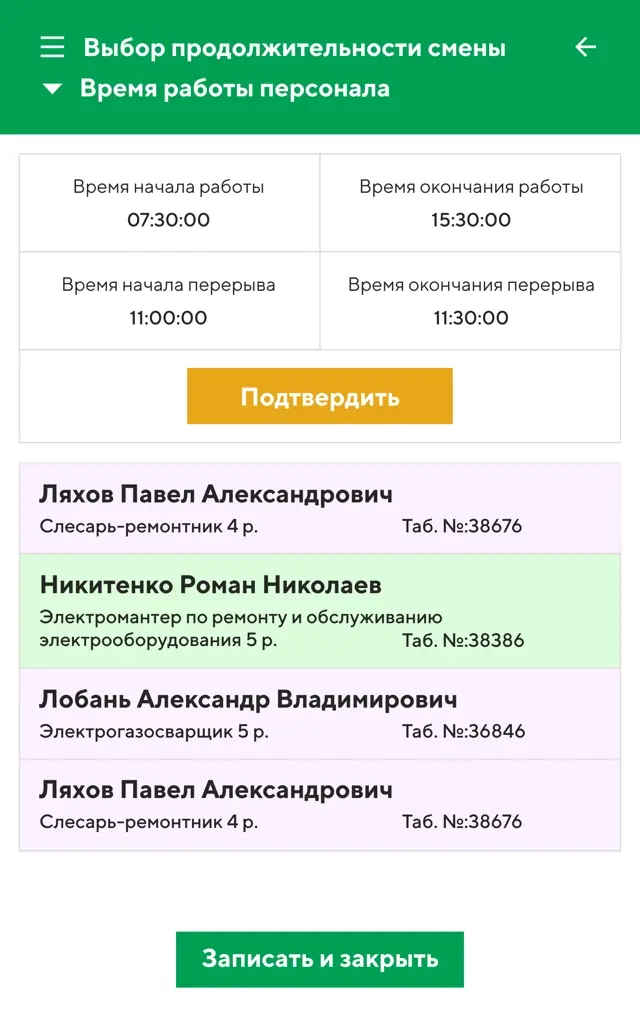 Выбор продолжительности смены
Время работы персонала
Время начала работы
07:30:00
Время окончания работы
15:30:00
Время начала перерыва
11:00:00
Время окончания перерыва
11:30:00
Подтвердить
Ляхов Павел Александрович
Слесарь-ремонтник 4 р. Таб. №:38676
Никитенко Роман Николаев
Электромантер по ремонту и обслуживанию
электрооборудования 5 р. Таб. №:38386
Лобань Александр Владимирович
Электрогазосварщик 5 р. Таб. №:36846
Ляхов Павел Александрович
Слесарь-ремонтник 4 р. Таб. №:38676
Записать и закрыть